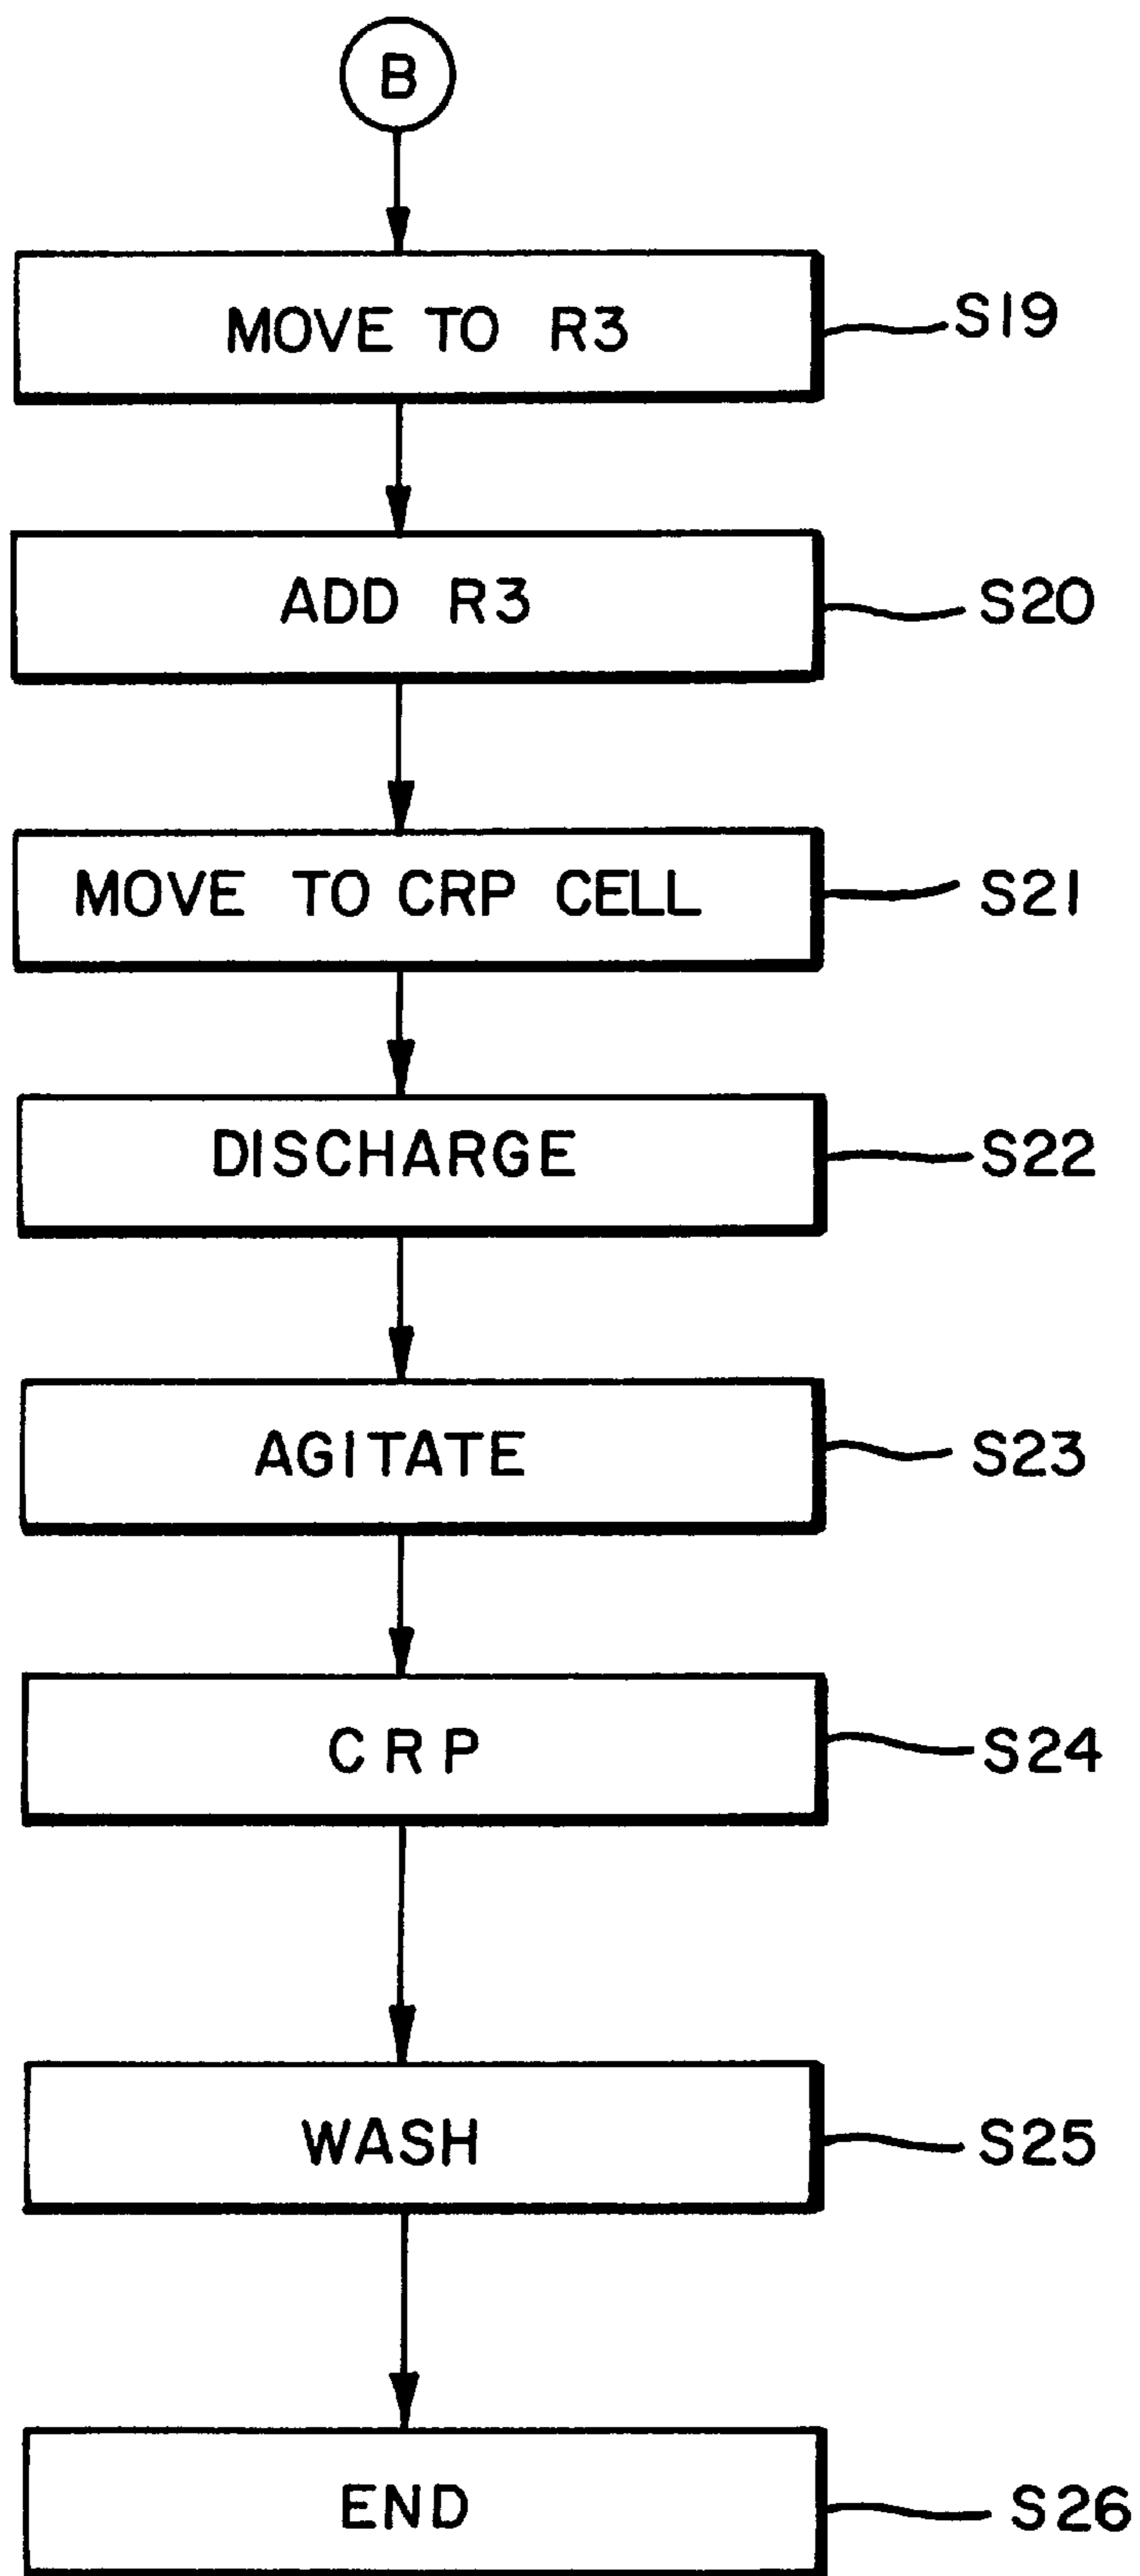 B
MOVE TO R3 S19
ADD R3 S20
MOVE TO CRP CELL S21
DISCHARGE S22
AGITATE S23
CRP S24
WASH S25
END S26